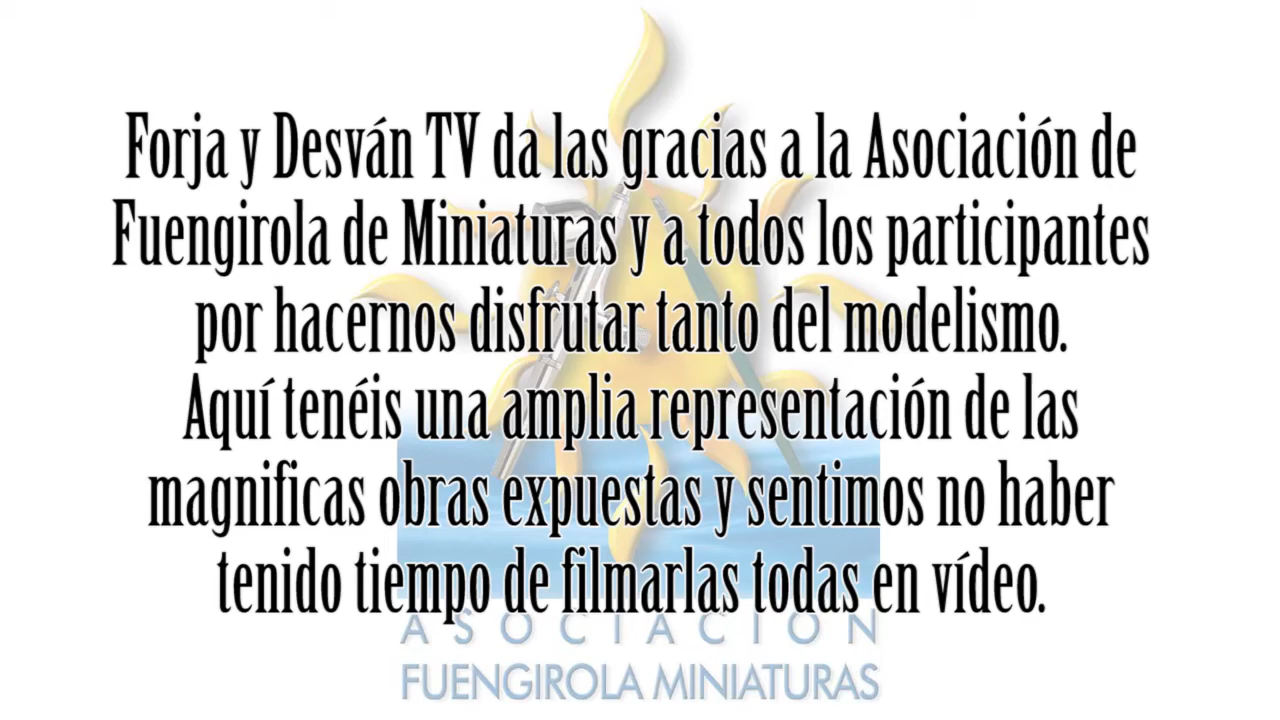 Forja y Desván TV da las gracias a la Asociación de
Fuengirola de Miniaturas y a todos los participantes
por hacernos disfrutar tanto del modelismo.
Aquí tenéis una amplia representación de las
magnificas obras expuestas y sentimos no haber
tenido tiempo de filmarlas todas en vídeo.
ASOCIACION
FUENGIROLA MINIATURAS